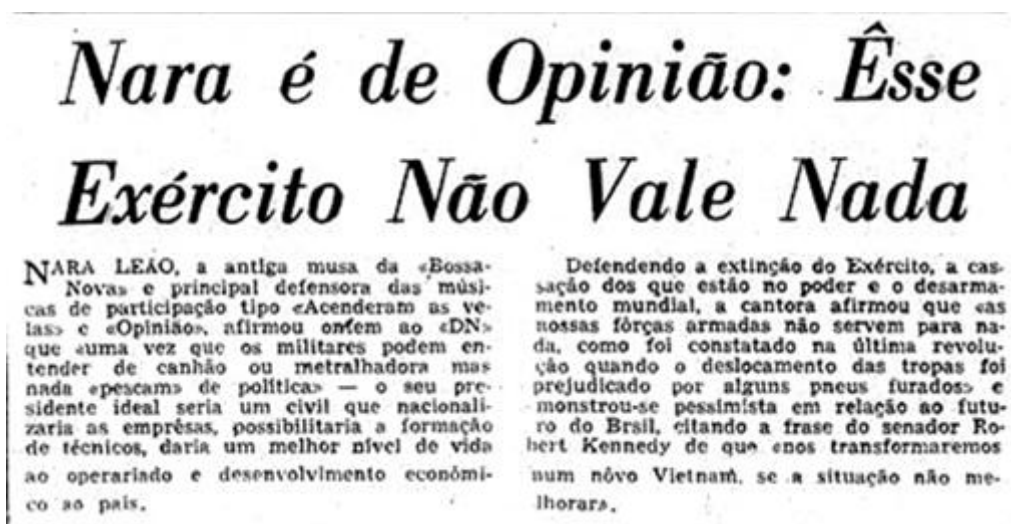 Nara é de Opinião: Êsse
Exército Não Vale Nada
NARA LEÃO, a antiga musa da «Bossa-
Nova» e principal defensora das músi-
cas de participação tipo «Acenderam as ve-
las» e «Opinião», afirmou ontem ao «DN»
que «uma vez que os militares podem en-
tender de canhão ou metralhadora mas
nada «pescam» de política» — o seu pre-
sidente ideal seria um civil que nacionali-
zaria as emprêsas, possibilitaria a formação
de técnicos, daria um melhor nível de vida
ao operariado e desenvolvimento econômi-
co ao país.
Defendendo a extinção do Exército, a cas-
sação dos que estão no poder e o desarma-
mento mundial, a cantora afirmou que «as
nossas fôrças armadas não servem para na-
da, como foi constatado na última revolu-
ção quando o deslocamento das tropas foi
prejudicado por alguns pneus furados» e
monstrou-se pessimista em relação ao futu-
ro do Brsil, citando a frase do senador Ro-
bert Kennedy de que «nos transformaremos
num nôvo Vietnam, se a situação não me-
lhorar».